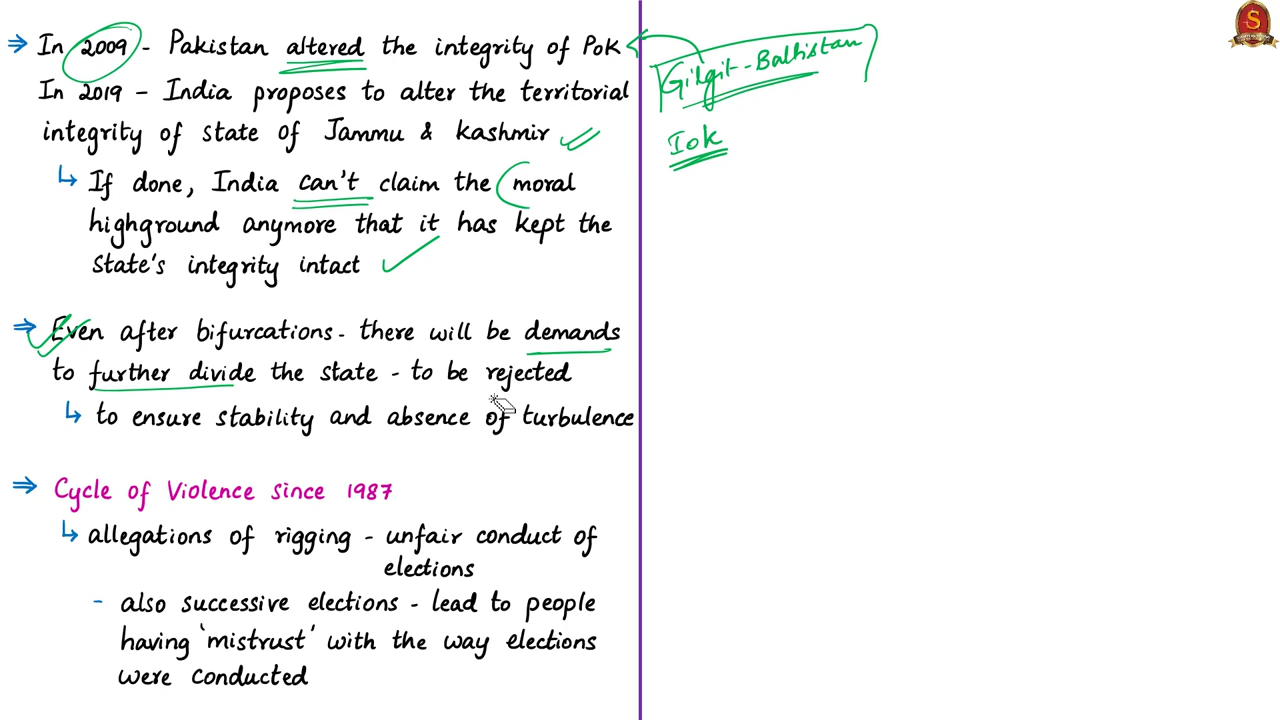 ⇒ In 2009 - Pakistan altered the integrity of PoK
In 2019 - India proposes to alter the territorial
integrity of state of Jammu & kashmir
↳ If done, India can't claim the moral
highground anymore that it has kept the
state's integrity intact
⇒ Even after bifurcations - there will be demands
to further divide the state - to be rejected
↳ to ensure stability and absence of turbulence
⇒ Cycle of Violence since 1987
↳ allegations of rigging - unfair conduct of
elections
- also successive elections - lead to people
having 'mistrust' with the way elections
were conducted
Gilgit-Baltistan
IoK
S